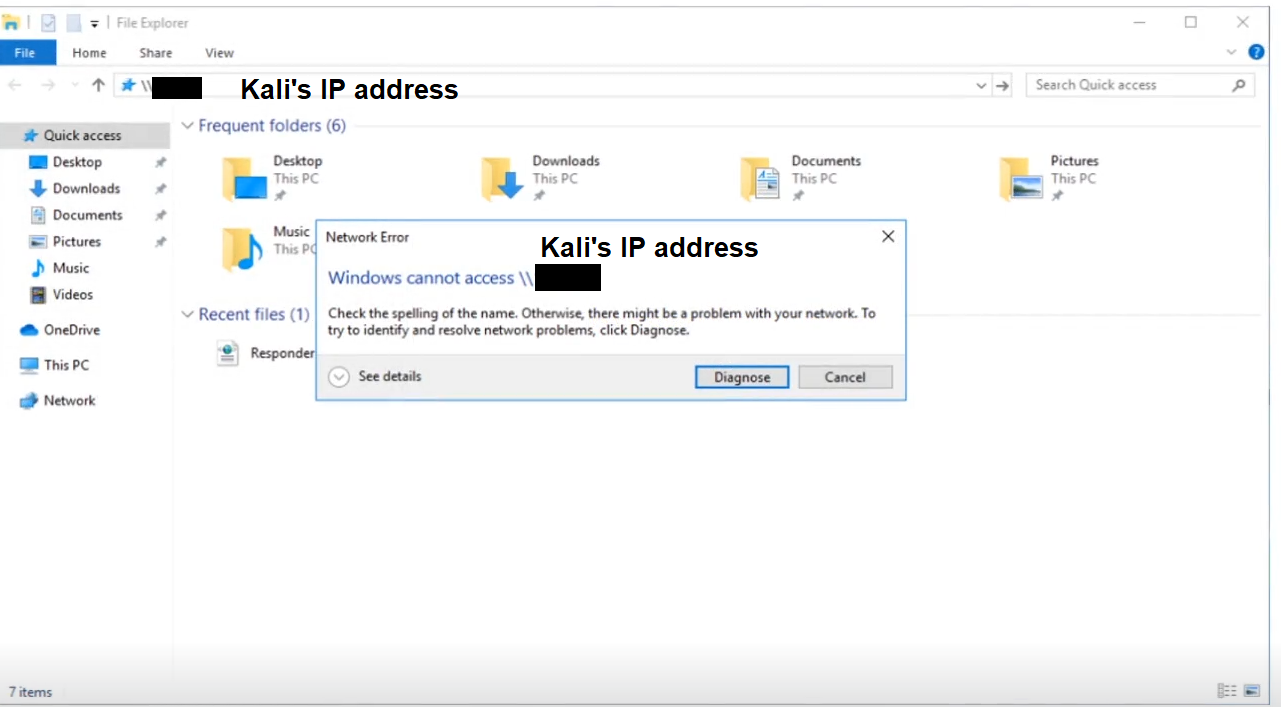 File Explorer
File Home Share View
\\ Kali's IP address Search Quick access
Quick access
Desktop
Downloads
Documents
Pictures
Music
Videos
OneDrive
This PC
Network
Frequent folders (6)
Desktop
This PC
Downloads
This PC
Documents
This PC
Pictures
This PC
Music
This PC
Recent files (1)
Responder
Network Error
Kali's IP address
Windows cannot access \\
Check the spelling of the name. Otherwise, there might be a problem with your network. To
try to identify and resolve network problems, click Diagnose.
See details Diagnose Cancel
7 items